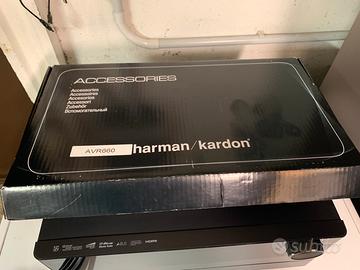 ACCESSORIES
Accessories
Accessoires
Accesorios
Accessori
Zubehör
Вспомогательный
AVR660
harman/kardon®
HDMI
subito